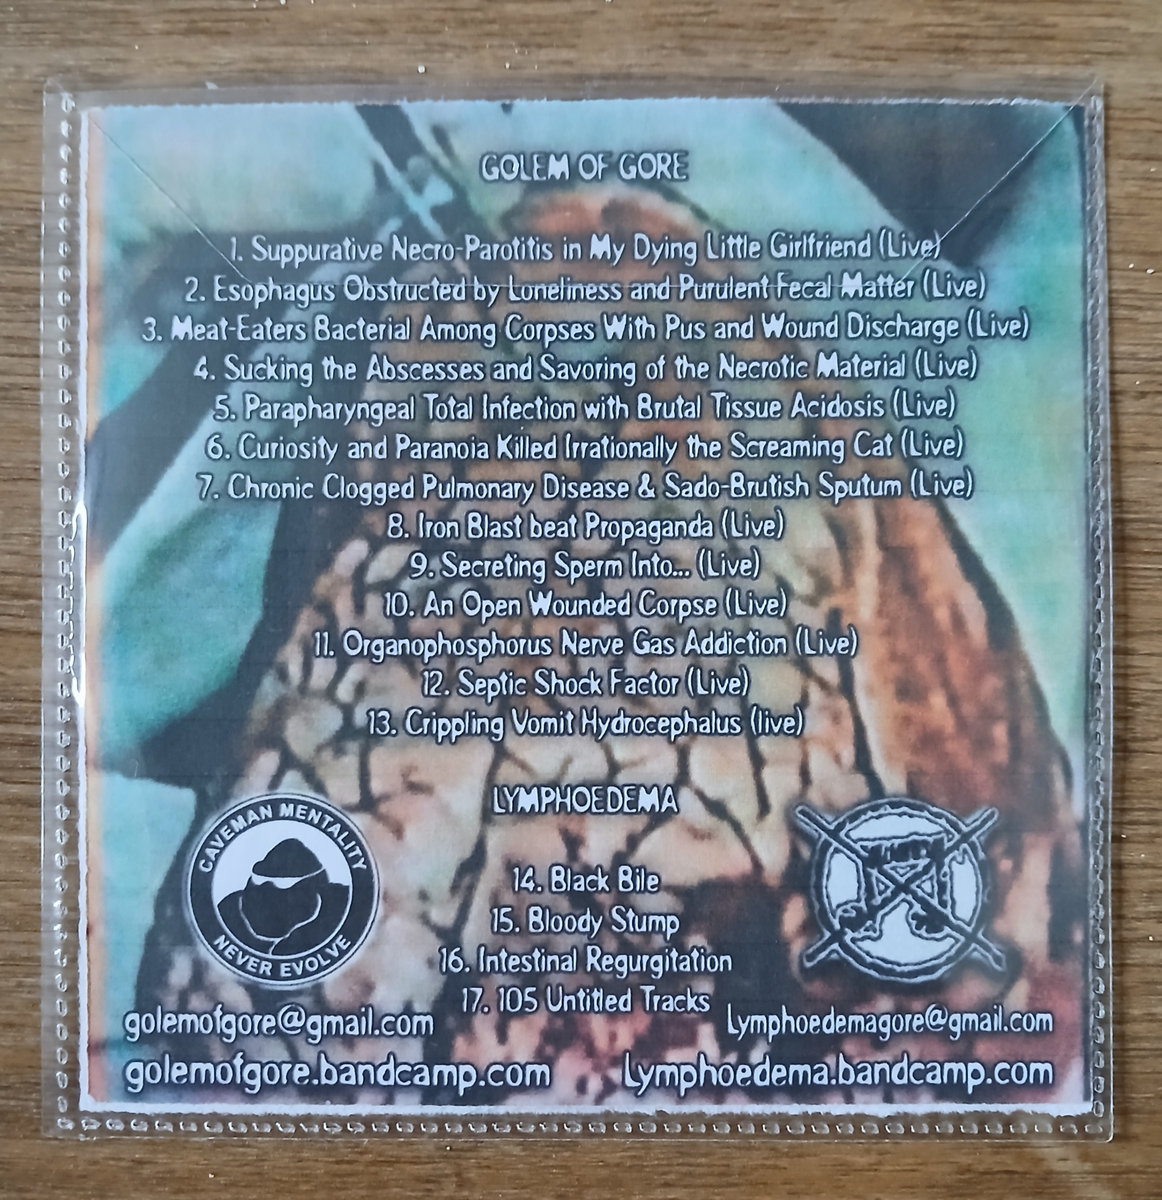 GOLEM OF GORE
1. Suppurative Necro-Parotitis in My Dying Little Girlfriend (Live)
2. Esophagus Obstructed by Loneliness and Purulent Fecal Matter (Live)
3. Meat-Eaters Bacterial Among Corpses With Pus and Wound Discharge (Live)
4. Sucking the Abscesses and Savoring of the Necrotic Material (Live)
5. Parapharyngeal Total Infection with Brutal Tissue Acidosis (Live)
6. Curiosity and Paranoia Killed Irrationally the Screaming Cat (Live)
7. Chronic Clogged Pulmonary Disease & Sado-Brutish Sputum (Live)
8. Iron Blast beat Propaganda (Live)
9. Secreting Sperm Into... (Live)
10. An Open Wounded Corpse (Live)
11. Organophosphorus Nerve Gas Addiction (Live)
12. Septic Shock Factor (Live)
13. Crippling Vomit Hydrocephalus (live)
LYMPHOEDEMA
CAVEMAN MENTALITY
NEVER EVOLVE
14. Black Bile
15. Bloody Stump
16. Intestinal Regurgitation
17. 105 Untitled Tracks
golemofgore@gmail.com
Lymphoedemagore@gmail.com
golemofgore.bandcamp.com
Lymphoedema.bandcamp.com